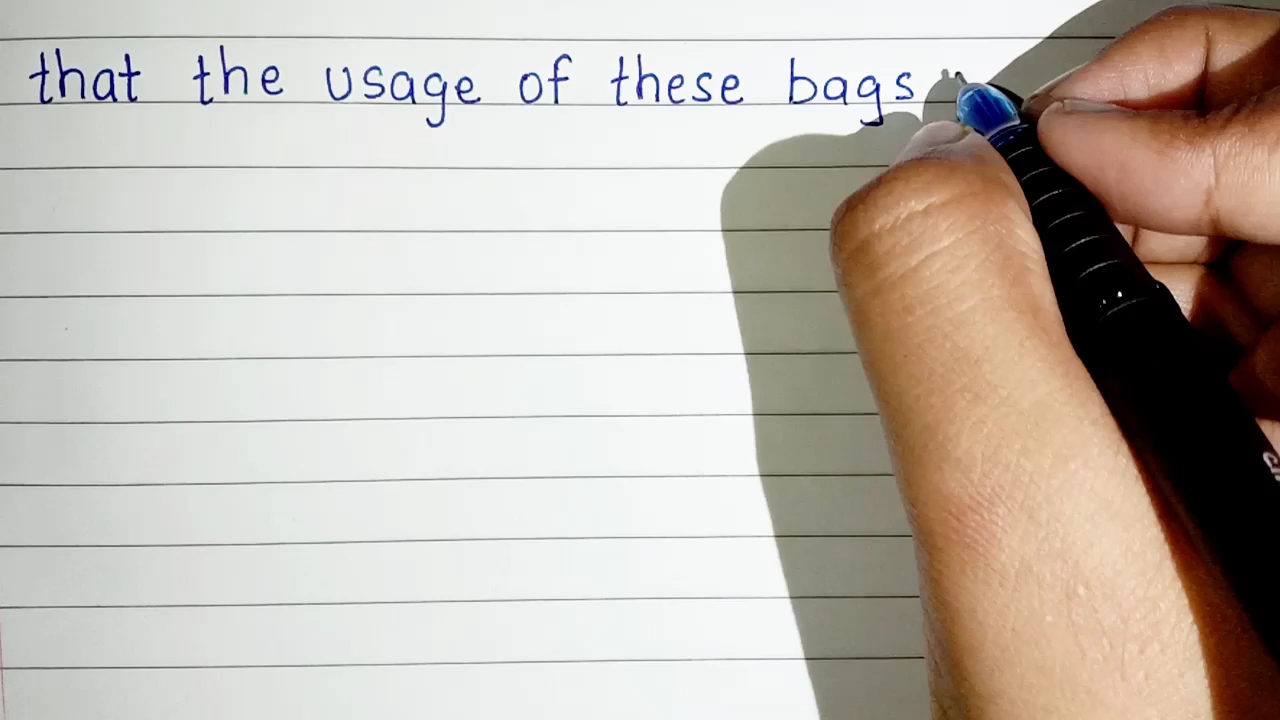 that the usage of these bags